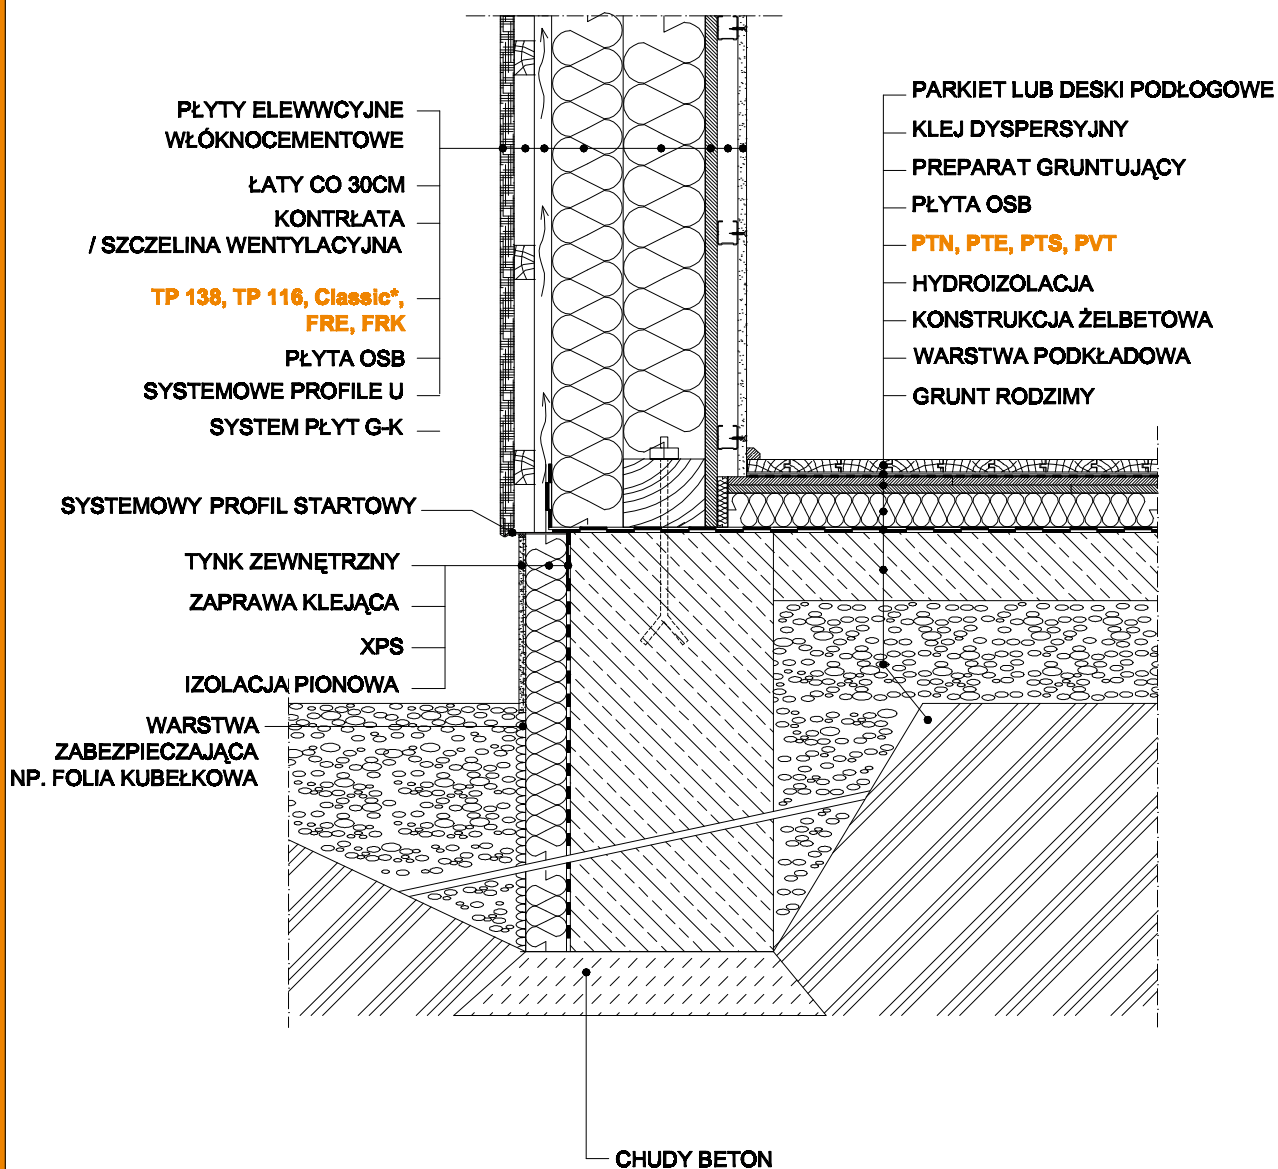 PŁYTY ELEWWCYJNE
WŁÓKNOCEMENTOWE
ŁATY CO 30CM
KONTRŁATA
/ SZCZELINA WENTYLACYJNA
TP 138, TP 116, Classic*,
FRE, FRK
PŁYTA OSB
SYSTEMOWE PROFILE U
SYSTEM PŁYT G-K
SYSTEMOWY PROFIL STARTOWY
TYNK ZEWNĘTRZNY
ZAPRAWA KLEJĄCA
XPS
IZOLACJA PIONOWA
WARSTWA
ZABEZPIECZAJĄCA
NP. FOLIA KUBEŁKOWA
PARKIET LUB DESKI PODŁOGOWE
KLEJ DYSPERSYJNY
PREPARAT GRUNTUJĄCY
PŁYTA OSB
PTN, PTE, PTS, PVT
HYDROIZOLACJA
KONSTRUKCJA ŻELBETOWA
WARSTWA PODKŁADOWA
GRUNT RODZIMY
CHUDY BETON